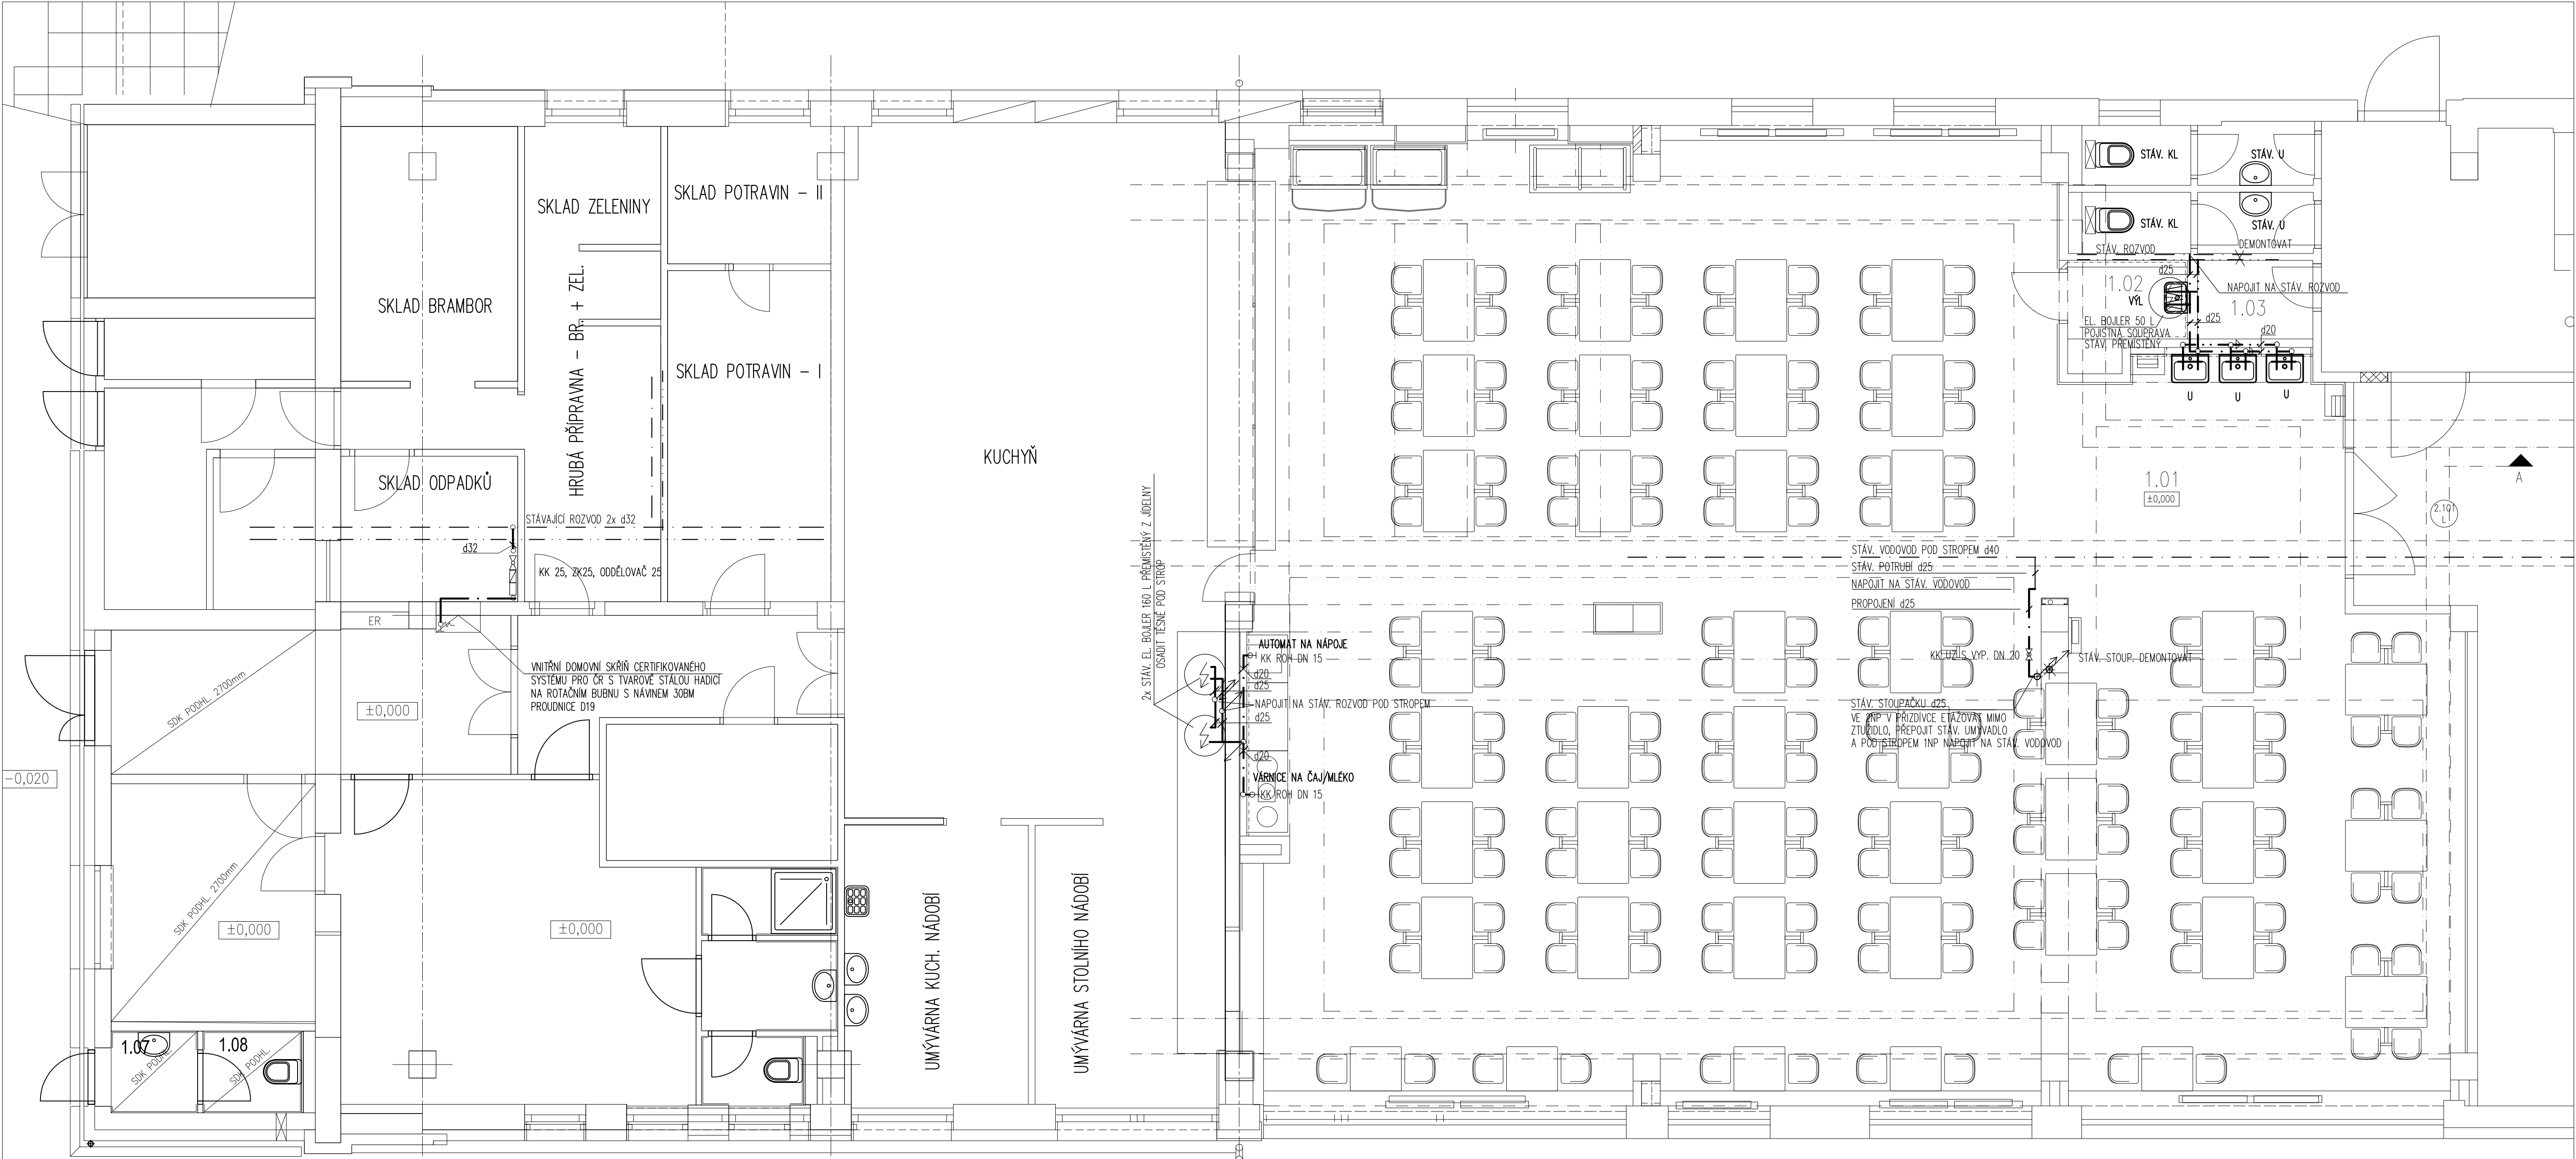 SKLAD BRAMBOR
SKLAD ZELENINY
SKLAD POTRAVIN - II
HRUBÁ PŘÍPRAVNA - BR. + ZEL.
SKLAD POTRAVIN - I
SKLAD ODPADKŮ
KUCHYŇ
STÁVAJÍCÍ ROZVOD 2x d32
d32
KK 25, ZK25, ODDĚLOVAČ 25
ER
VNITŘNÍ DOMOVNÍ SKŘÍŇ CERTIFIKOVANÉHO
SYSTÉMU PRO ČR S TVAROVĚ STÁLOU HADICÍ
NA ROTAČNÍM BUBNU S NÁVINEM 30BM
PROUDNICE D19
SDK PODHL. 2700mm
±0,000
-0,020
SDK PODHL. 2700mm
±0,000
±0,000
1.07
SDK PODHL.
1.08
SDK PODHL.
UMÝVÁRNA KUCH. NÁDOBÍ
UMÝVÁRNA STOLNÍHO NÁDOBÍ
2x STÁV. EL. BOJLER 160 L PŘEMÍSTĚNÝ Z JÍDELNY
OSADIT TĚSNĚ POD STROP
AUTOMAT NA NÁPOJE
KK ROH DN 15
d20
d25
NAPOJIT NA STÁV. ROZVOD POD STROPEM
d25
d20
VÁRNICE NA ČAJ/MLÉKO
KK ROH DN 15
STÁV. KL
STÁV. U
STÁV. KL
STÁV. U
STÁV. ROZVOD
DEMONTOVAT
d25
1.02
VÝL
NAPOJIT NA STÁV. ROZVOD
1.03
EL. BOJLER 50 L
POJISTNÁ SOUPRAVA
STÁV. PŘEMÍSTĚNÝ
d25
d20
U
U
U
1.01
±0,000
A
2.101
L
STÁV. VODOVOD POD STROPEM d40
STÁV. POTRUBÍ d25
NAPOJIT NA STÁV. VODOVOD
PROPOJENÍ d25
KK UZ S VYP. DN 20
STÁV. STOUP. DEMONTOVAT
STÁV. STOUPAČKU d25
VE 2NP V PŘIZDÍVCE ETÁŽOVAT MIMO
ZTUŽIDLO, PŘEPOJIT STÁV. UMÝVADLO
A POD STROPEM 1NP NAPOJIT NA STÁV. VODOVOD